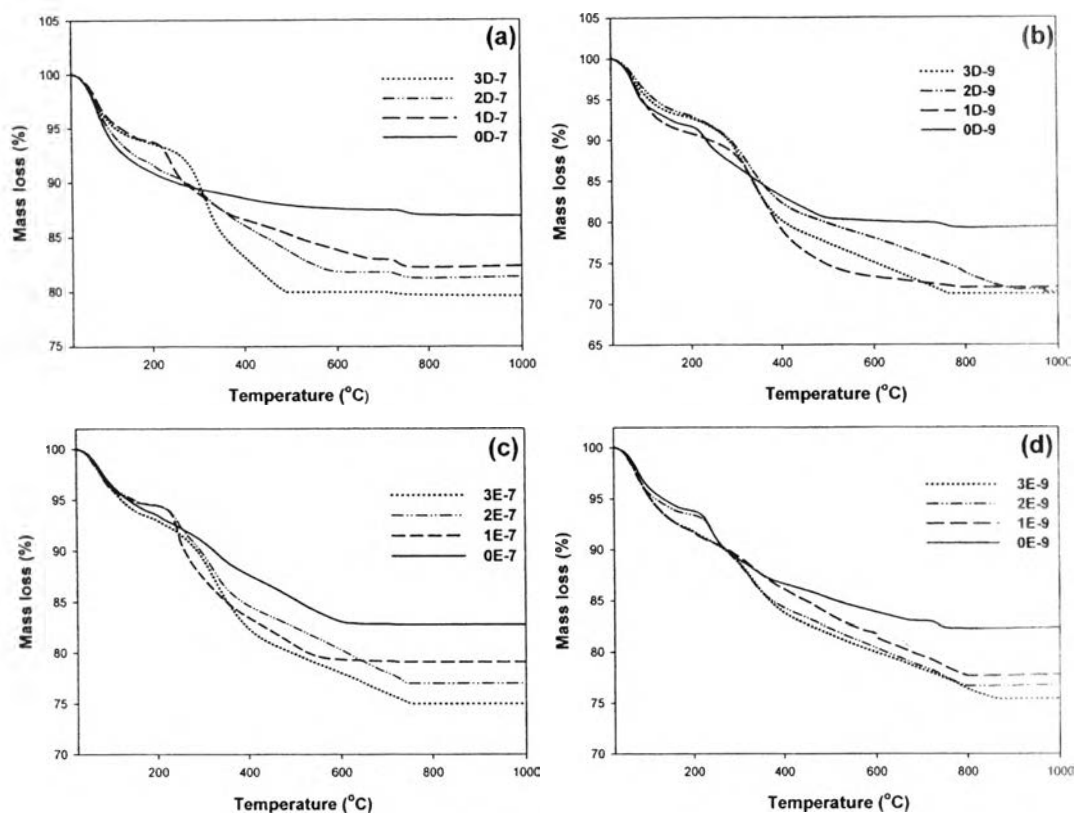 (a)
105
100
95
90
85
80
75
3D-7
2D-7
1D-7
0D-7
Mass loss (%)
200
400
600
800
1000
Temperature (°C)
(b)
105
100
95
90
85
80
75
70
65
3D-9
2D-9
1D-9
0D-9
Mass loss (%)
200
400
600
800
1000
Temperature (°C)
(c)
100
95
90
85
80
75
70
3E-7
2E-7
1E-7
0E-7
Mass loss (%)
200
400
600
800
1000
Temperature (°C)
(d)
100
95
90
85
80
75
70
3E-9
2E-9
1E-9
0E-9
Mass loss (%)
200
400
600
800
1000
Temperature (°C)